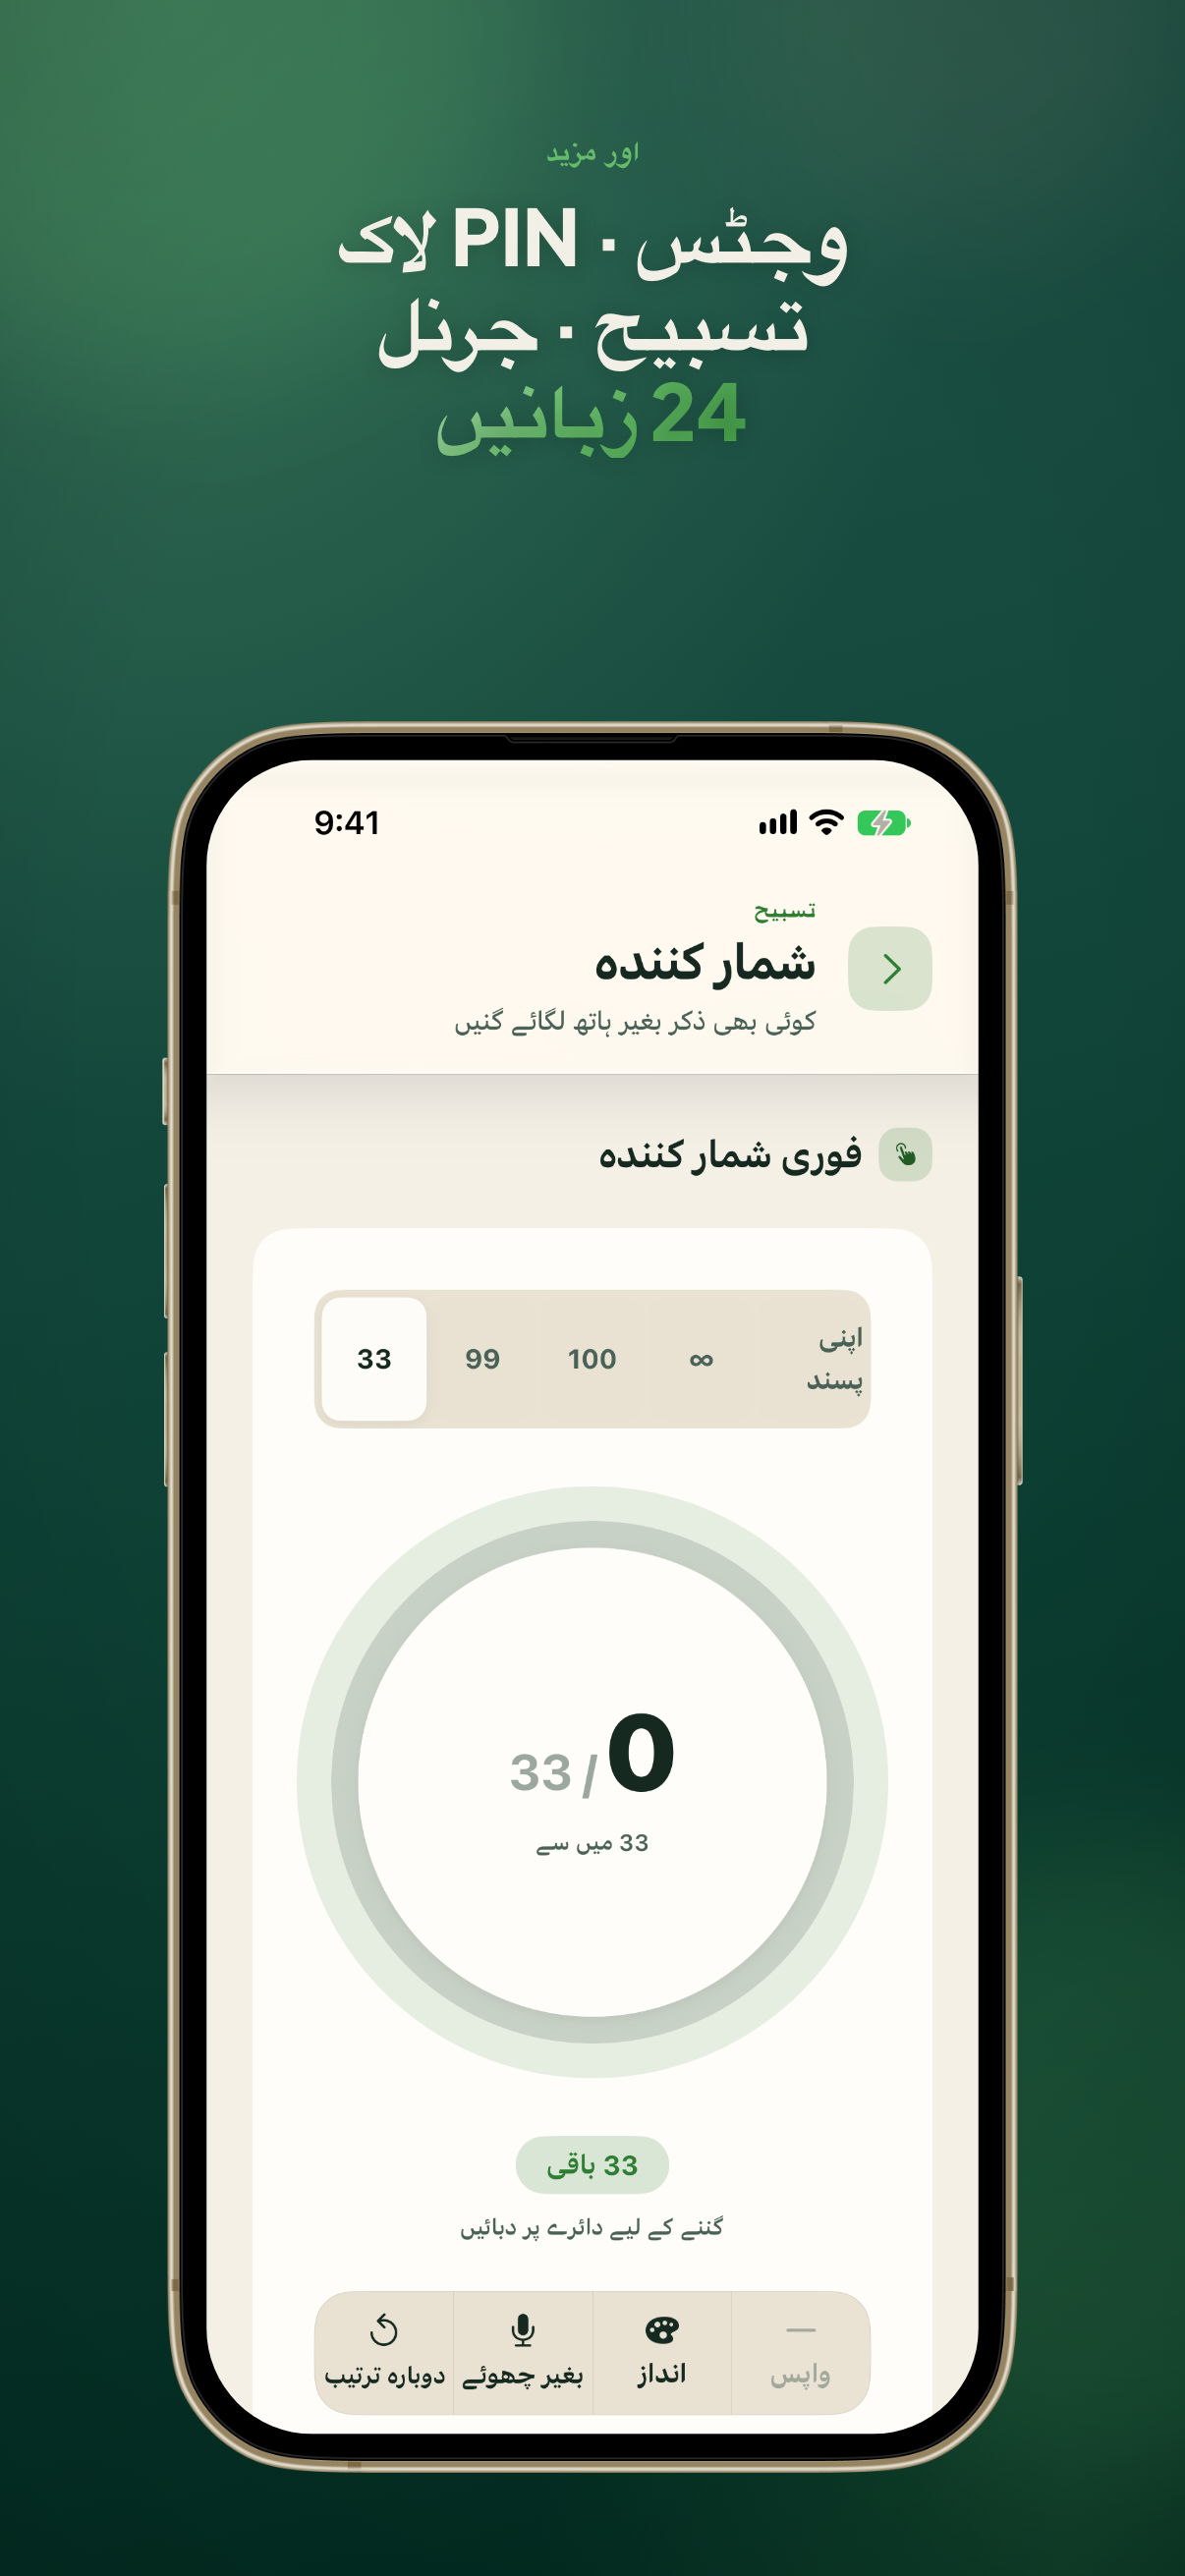 اور مزید
وجٹس · PIN لاک
تسبیح · جرنل
24 زبانیں
9:41
تسبیح
شمار کنندہ
کوئی بھی ذکر بغیر ہاتھ لگائے گنیں
فوری شمار کنندہ
اپنی
پسند
∞
100
99
33
0 / 33
33 میں سے
33 باقی
گننے کے لیے دائرے پر دبائیں
واپس
انداز
بغیر چھوئے
دوبارہ ترتیب